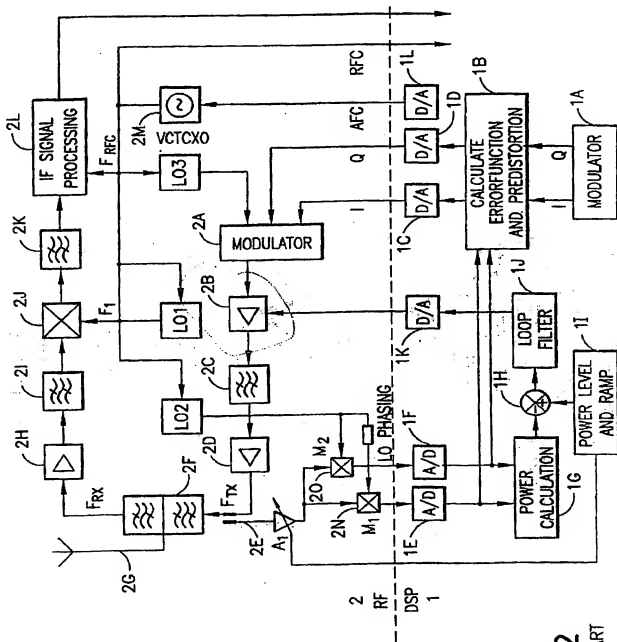 2G
FRX
2H
2I
2J
2K
2L
IF SIGNAL
PROCESSING
F1
FRFC
2F
LO2
LO1
LO3
2M
VCTCXO
FTX
2D
2C
2B
2A
MODULATOR
2E
A1
M2
2O
2N
M1
LO PHASING
I
Q
AFC
RFC
2
RF
DSP
1
1E
A/D
1F
A/D
1K
D/A
1C
D/A
D/A
1D
D/A
1L
1G
POWER
CALCULATION
1H
LOOP
FILTER
1J
CALCULATE
ERRORFUNCTION
AND PREDISTORTION
1B
I
Q
POWER LEVEL
AND RAMP
1I
MODULATOR
1A
2
ART